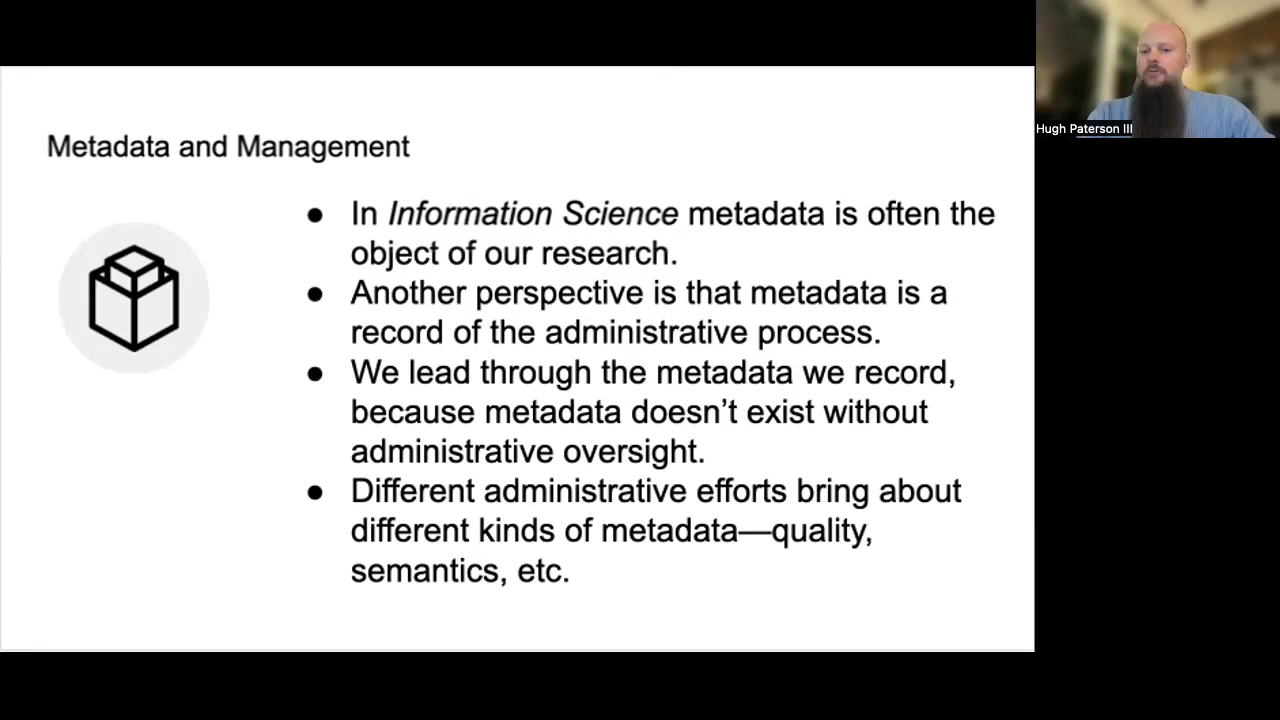 Metadata and Management
● In Information Science metadata is often the
object of our research.
● Another perspective is that metadata is a
record of the administrative process.
● We lead through the metadata we record,
because metadata doesn’t exist without
administrative oversight.
● Different administrative efforts bring about
different kinds of metadata—quality,
semantics, etc.
Hugh Paterson III